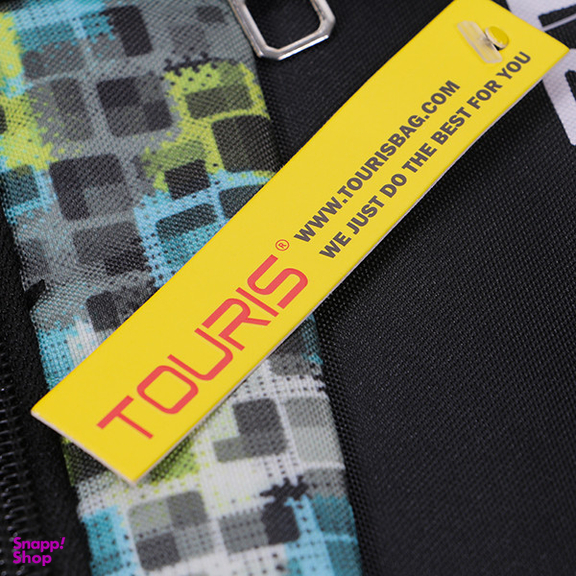 TOURIS®
WWW.TOURISBAG.COM
WE JUST DO THE BEST FOR YOU
Snapp!
Shop